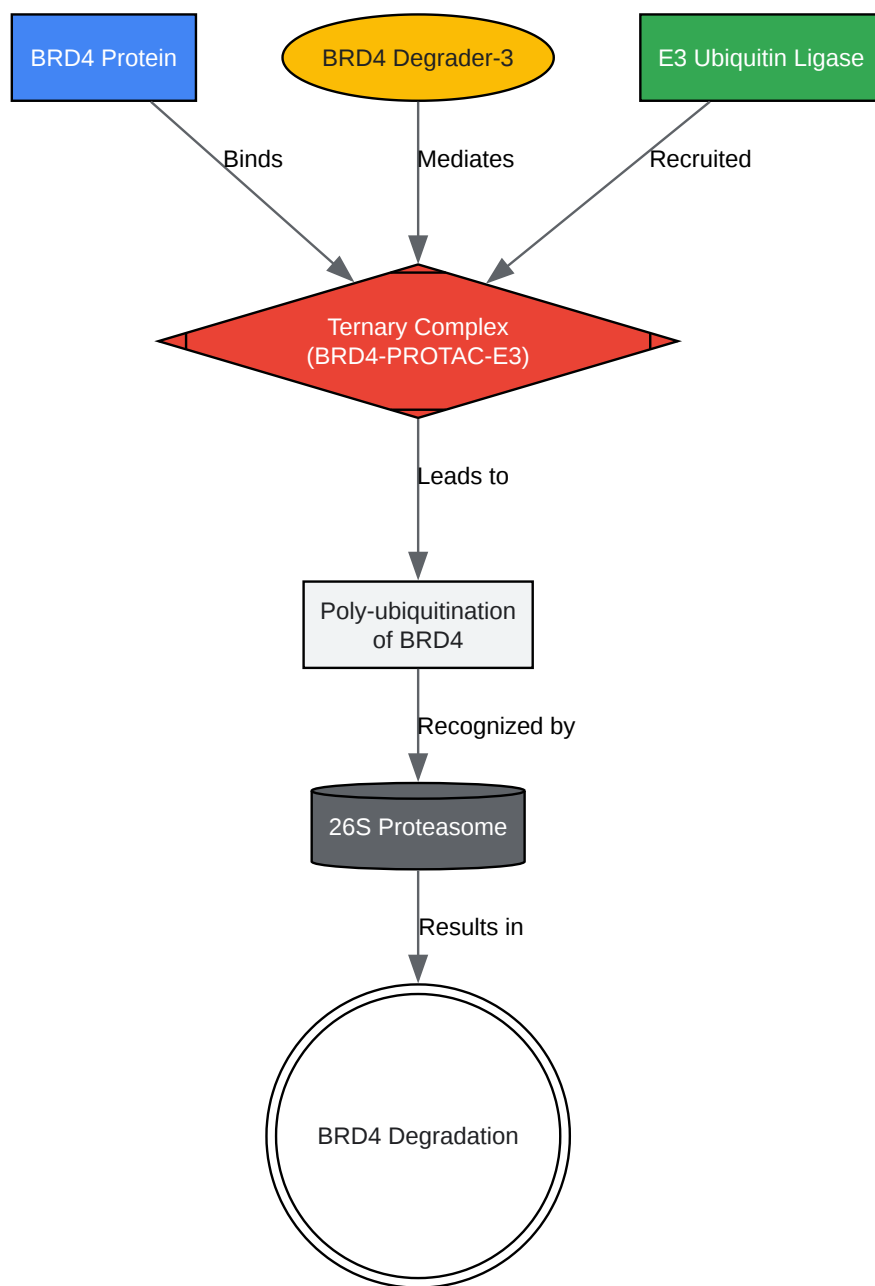 BRD4 Protein
BRD4 Degrader-3
E3 Ubiquitin Ligase
Binds
Mediates
Recruited
Ternary Complex
(BRD4-PROTAC-E3)
Leads to
Poly-ubiquitination
of BRD4
Recognized by
26S Proteasome
Results in
BRD4 Degradation